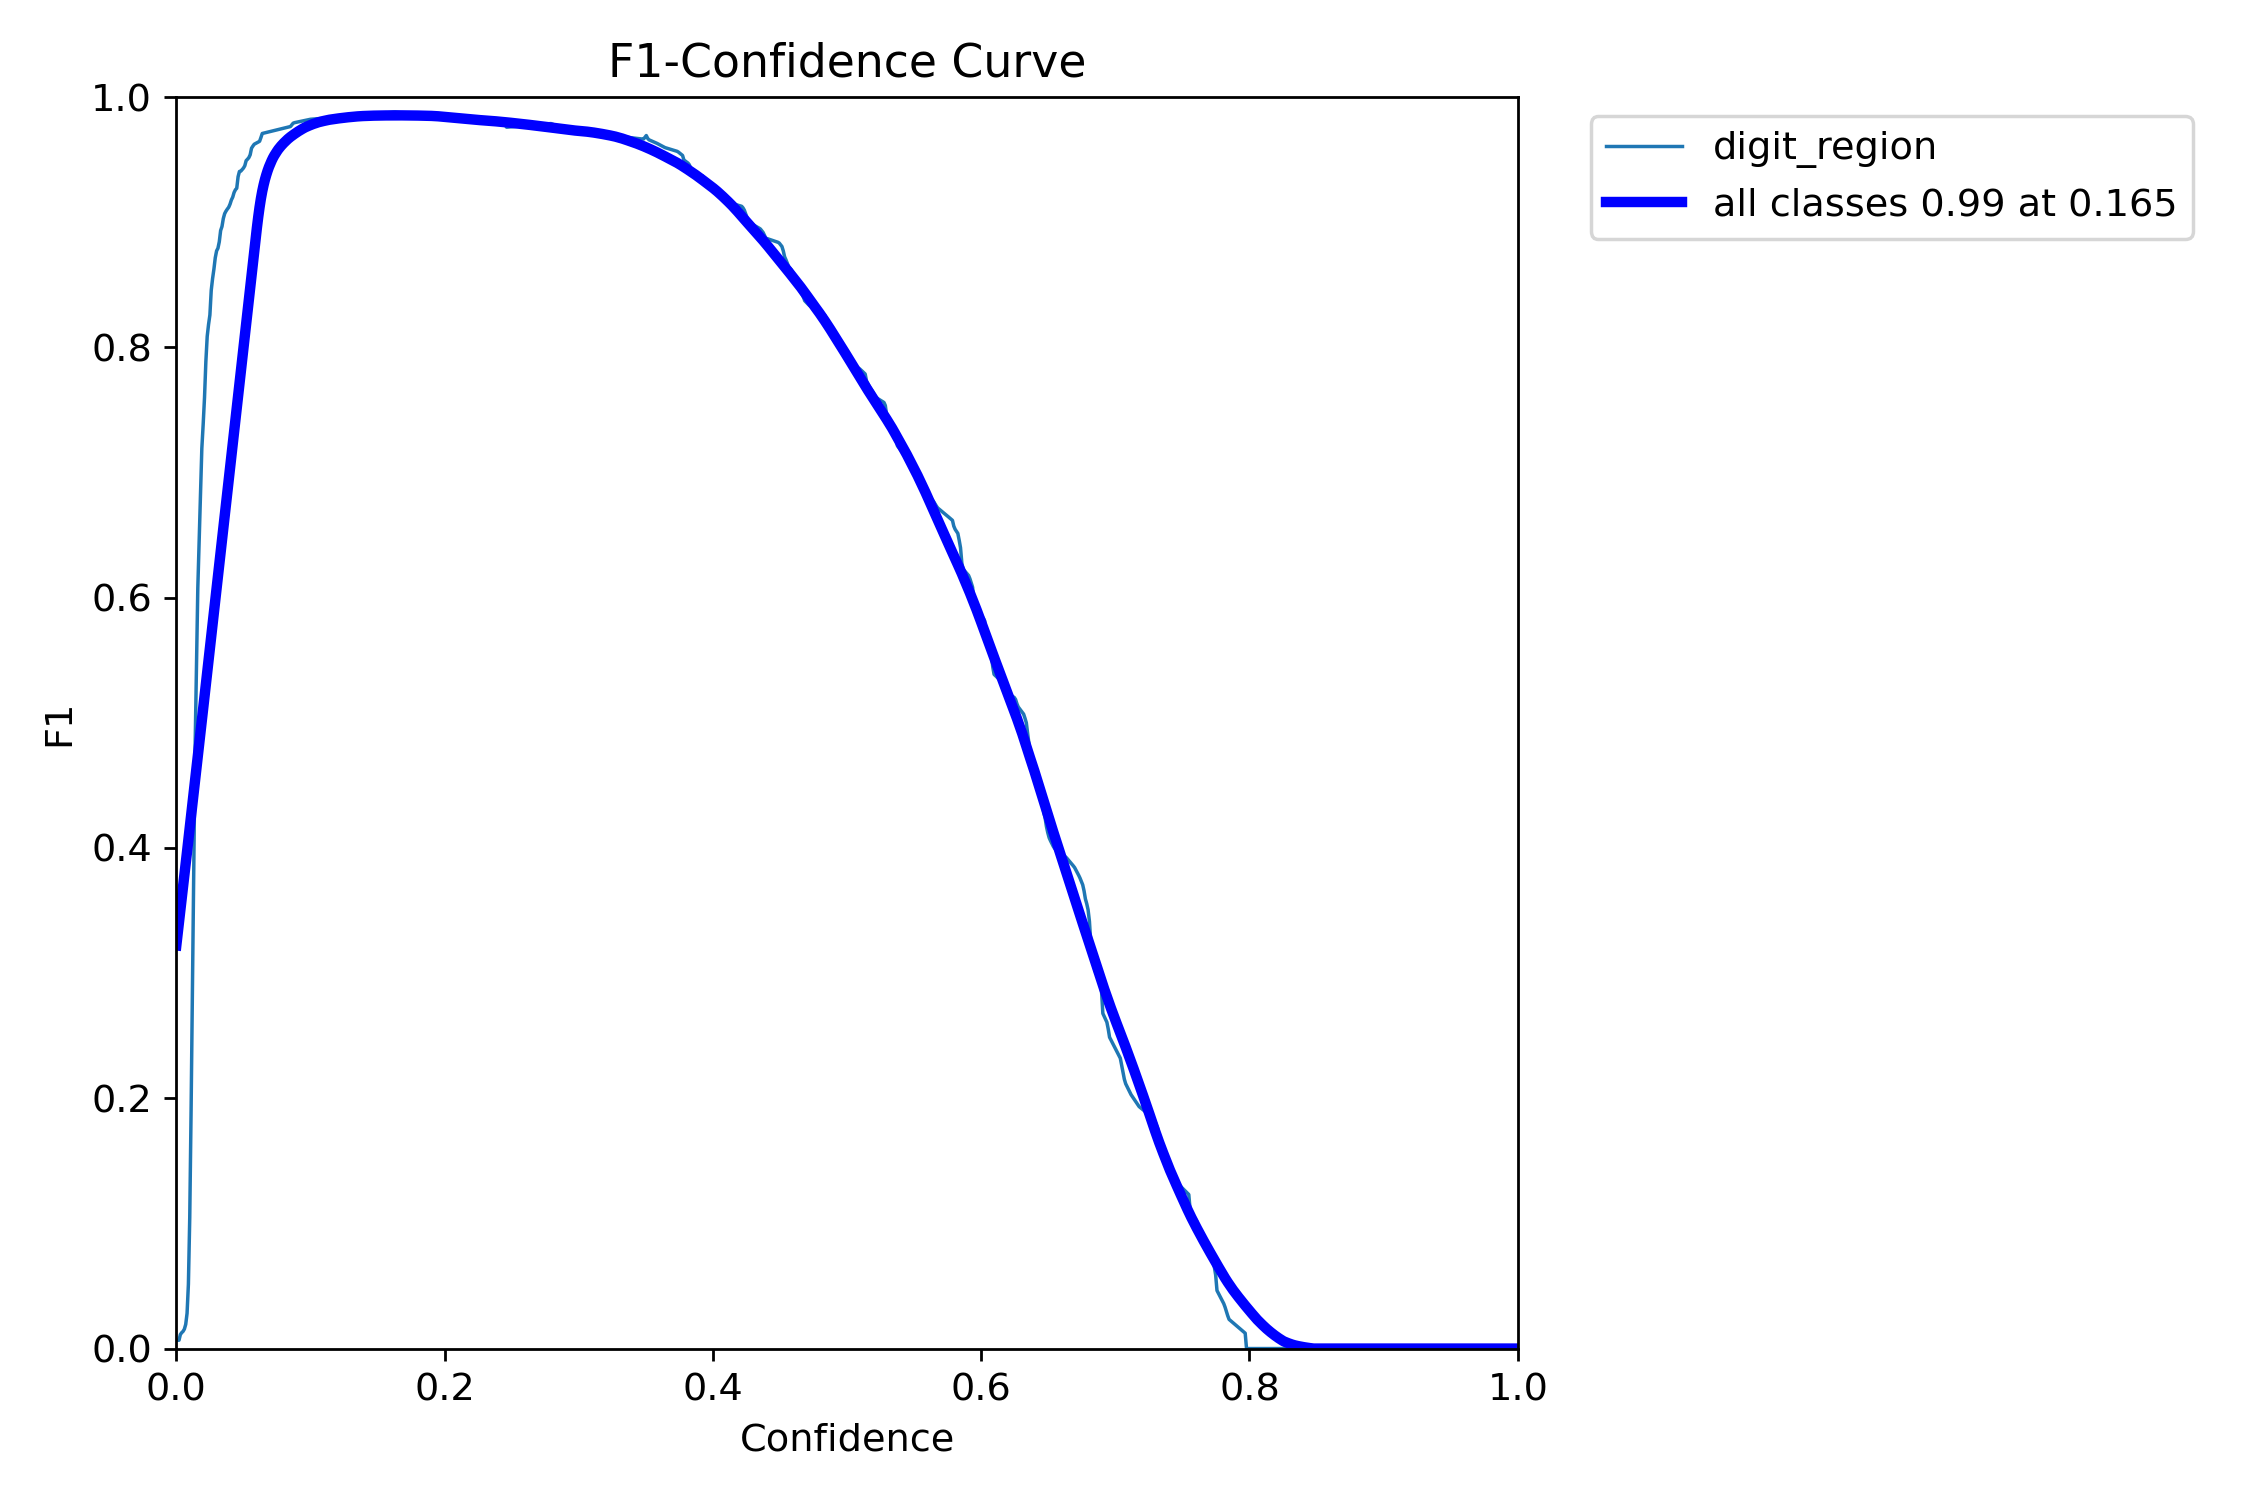 F1-Confidence Curve
1.0
0.8
0.6
0.4
0.2
0.0
F1
0.0 0.2 0.4 0.6 0.8 1.0
Confidence
digit_region
all classes 0.99 at 0.165